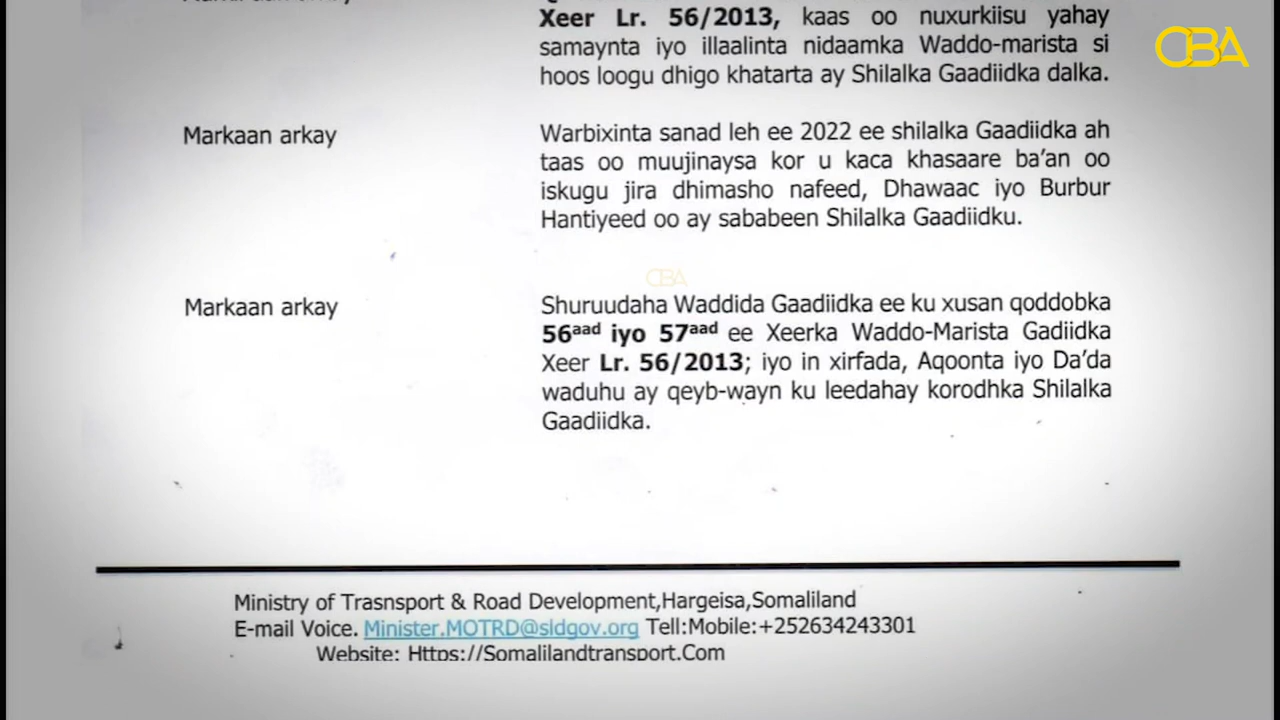 Xeer Lr. 56/2013, kaas oo nuxurkiisu yahay
samaynta iyo illaalinta nidaamka Waddo-marista si
hoos loogu dhigo khatarta ay Shilalka Gaadiidka dalka.
Markaan arkay
Warbixinta sanad leh ee 2022 ee shilalka Gaadiidka ah
taas oo muujinaysa kor u kaca khasaare ba’an oo
iskugu jira dhimasho nafeed, Dhawaac iyo Burbur
Hantiyeed oo ay sababeen Shilalka Gaadiidku.
Markaan arkay
Shuruudaha Waddida Gaadiidka ee ku xusan qoddobka
56aad iyo 57aad ee Xeerka Waddo-Marista Gadiidka
Xeer Lr. 56/2013; iyo in xirfada, Aqoonta iyo Da’da
waduhu ay qeyb-wayn ku leedahay korodhka Shilalka
Gaadiidka.
Ministry of Trasnsport & Road Development,Hargeisa,Somaliland
E-mail Voice. Minister.MOTRD@sldgov.org Tell:Mobile:+252634243301
Website: Https://Somalilandtransport.Com
CBA
CBA